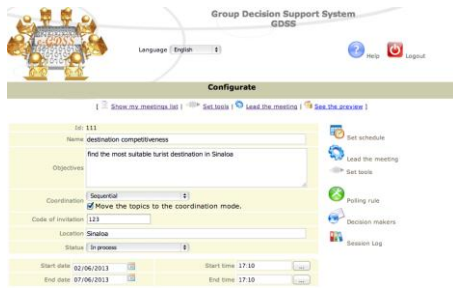 Group Decision Support System
GDSS
Language English
Help
Logout
Configurate
[ Show my meetings list | Set tools | Lead the meeting | See the preview ]
Id: 111
Name destination competitiveness
Objectives find the most suitable turist destination in Sinaloa
Coordination Sequential
Move the topics to the coordination mode.
Code of invitation 123
Location Sinaloa
Status In process
Start date 02/06/2013 Start time 17:10 ...
End date 07/06/2013 End time 17:10 ...
Set schedule
Lead the meeting
Set tools
Polling rule
Decision makers
Session Log